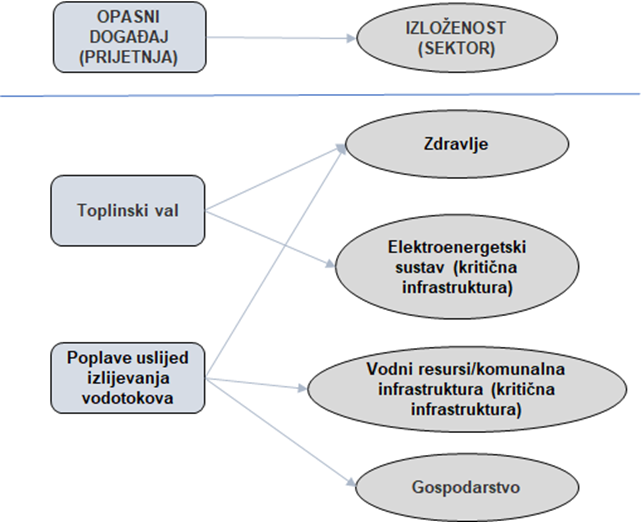 OPASNI
DOGAĐAJ
(PRIJETNJA)
IZLOŽENOST
(SEKTOR)
Zdravlje
Toplinski val
Elektroenergetski
sustav (kritična
infrastruktura)
Poplave uslijed
izlijevanja
vodotokova
Vodni resursi/komunalna
infrastruktura (kritična
infrastruktura)
Gospodarstvo